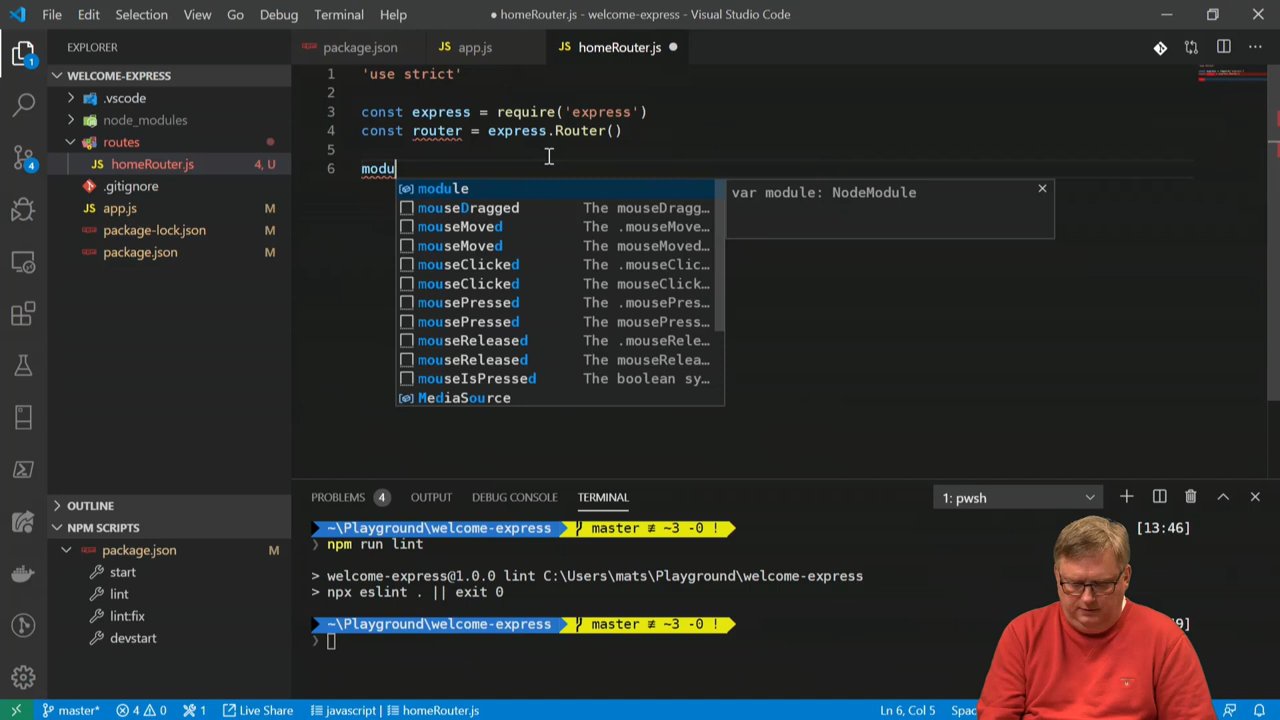 File Edit Selection View Go Debug Terminal Help
● homeRouter.js - welcome-express - Visual Studio Code
EXPLORER
package.json
JS app.js
JS homeRouter.js
WELCOME-EXPRESS
.vscode
node_modules
routes
JS homeRouter.js 4, U
.gitignore
JS app.js M
package-lock.json M
package.json M
1
4
1 'use strict'
2
3 const express = require('express')
4 const router = express.Router()
5
6 modu
module
mouseDragged The mouseDragg…
mouseMoved The .mouseMove…
mouseMoved The mouseMoved…
mouseClicked The .mouseClic…
mouseClicked The mouseClick…
mousePressed The .mousePres…
mousePressed The mousePress…
mouseReleased The .mouseRele…
mouseReleased The mouseRelea…
mouseIsPressed The boolean sy…
MediaSource
var module: NodeModule
OUTLINE
NPM SCRIPTS
package.json M
start
lint
lint:fix
devstart
PROBLEMS 4 OUTPUT DEBUG CONSOLE TERMINAL
1: pwsh
~\Playground\welcome-express master ≢ ~3 -0 ! [13:46]
❯ npm run lint
> welcome-express@1.0.0 lint C:\Users\mats\Playground\welcome-express
> npx eslint . || exit 0
~\Playground\welcome-express master ≢ ~3 -0 !
❯
master* 4 0 1 Live Share javascript | homeRouter.js
Ln 6, Col 5